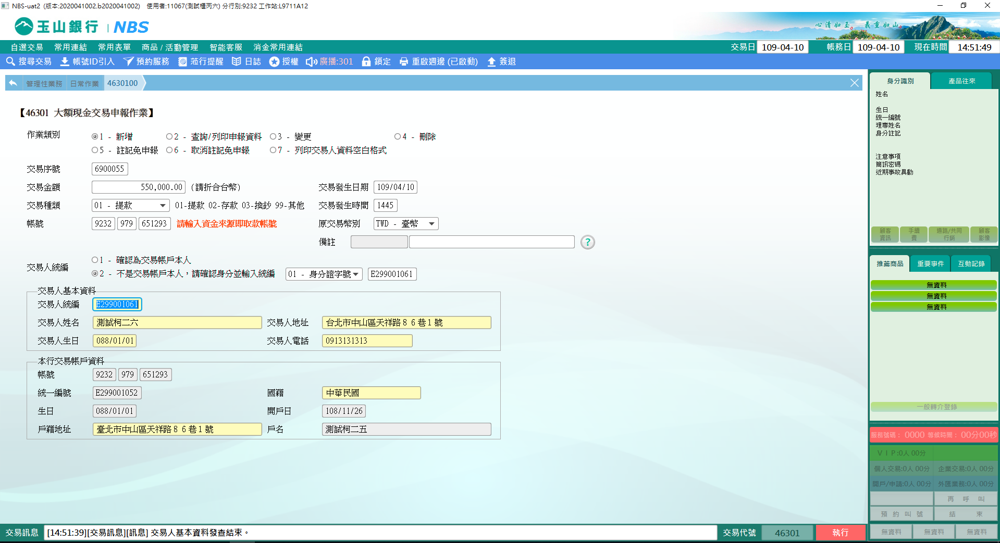 NBS-uat2 (版本:2020041002.b2020041002) 使用者:11067(測試櫃丙六) 分行別:9232 工作站:L9711A12
玉山銀行 | NBS
心清如玉 義重如山
自選交易 常用連結 常用表單 商品 / 活動管理 智能客服 消金常用連結 交易日 109-04-10 帳務日 109-04-10 現在時間 14:51:49
搜尋交易 帳號ID引入 預約服務 蒞行提醒 日誌 授權 廣播:301 鎖定 重啟週邊 (已啟動) 簽退
管理性業務 日常作業 4630100
【46301 大額現金交易申報作業】
作業類別 1 - 新增 2 - 查詢/列印申報資料 3 - 變更 4 - 刪除
5 - 註記免申報 6 - 取消註記免申報 7 - 列印交易人資料空白格式
交易序號 6900055
交易金額 550,000.00 (請折合台幣) 交易發生日期 109/04/10
交易種類 01 - 提款 01-提款 02-存款 03-換鈔 99-其他 交易發生時間 1445
帳號 9232 979 651293 請輸入資金來源即取款帳號 原交易幣別 TWD - 臺幣
備註 ?
交易人統編 1 - 確認為交易帳戶本人
2 - 不是交易帳戶本人，請確認身分並輸入統編 01 - 身分證字號 E299001061
交易人基本資料
交易人統編 E299001061
交易人姓名 測試柯二六 交易人地址 台北市中山區天祥路８６巷１號
交易人生日 088/01/01 交易人電話 0913131313
本行交易帳戶資料
帳號 9232 979 651293
統一編號 E299001052 國籍 中華民國
生日 088/01/01 開戶日 108/11/26
戶籍地址 臺北市中山區天祥路８６巷１號 戶名 測試柯二五
身分識別 產品往來
姓名
生日
統一編號
理專姓名
身分註記
注意事項
簡訊密碼
近期事故異動
顧客資訊 手續費 通路/共同行銷 顧客影像
推薦商品 重要事件 互動記錄
無資料
無資料
無資料
一般轉介登錄
服務號碼： 0000 等候時間： 00分00秒
ＶＩＰ:0人 00分
個人交易:0人 00分 企業交易:0人 00分
開戶/申請:0人 00分 外匯業務:0人 00分
再 呼 叫
預 約 叫 號 結 束
無資料 無資料 無資料
交易訊息 [14:51:39][交易訊息][訊息] 交易人基本資料發查結束。 交易代號 46301 執行